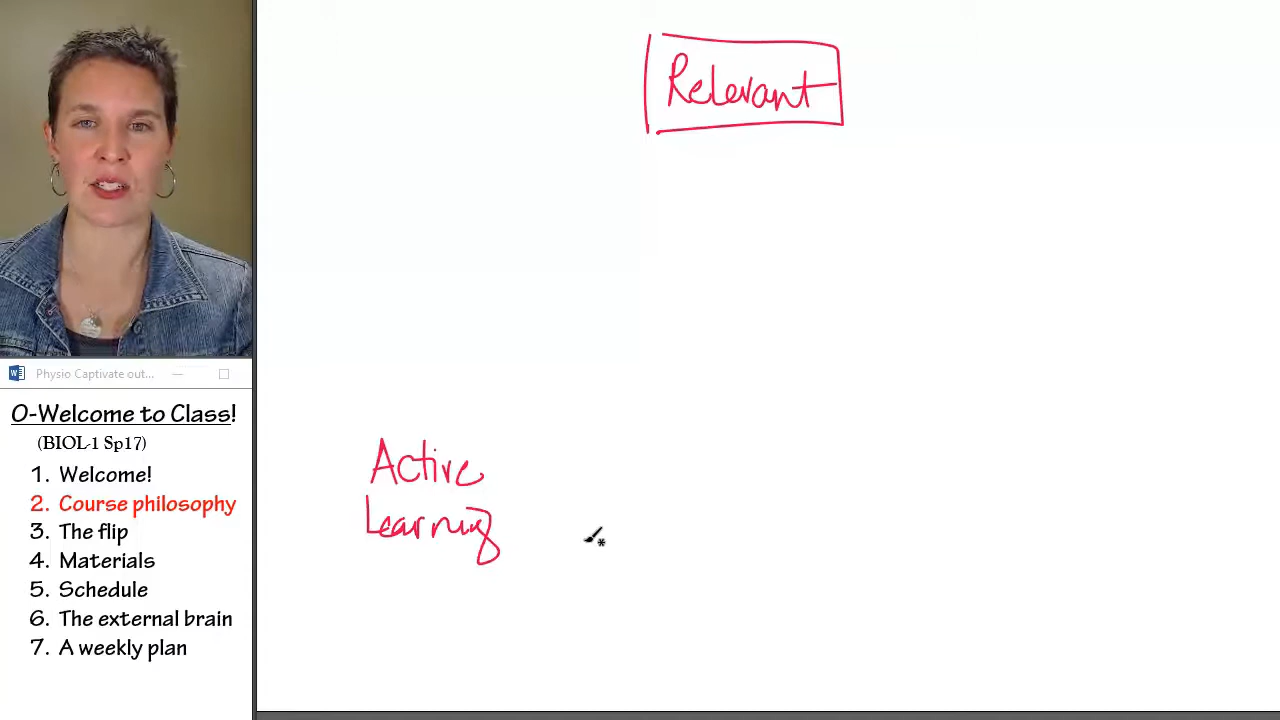 Relevant
Physio Captivate out...
O-Welcome to Class!
(BIOL-1 Sp17)
1. Welcome!
2. Course philosophy
3. The flip
4. Materials
5. Schedule
6. The external brain
7. A weekly plan
Active
Learning